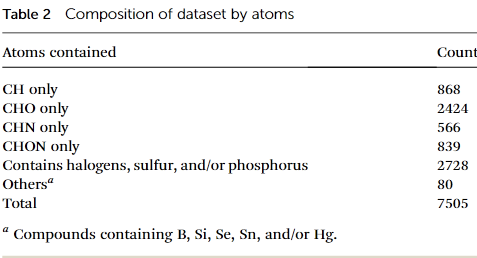 Table 2 Composition of dataset by atoms
Atoms contained Count
CH only 868
CHO only 2424
CHN only 566
CHON only 839
Contains halogens, sulfur, and/or phosphorus 2728
Othersa 80
Total 7505
a Compounds containing B, Si, Se, Sn, and/or Hg.